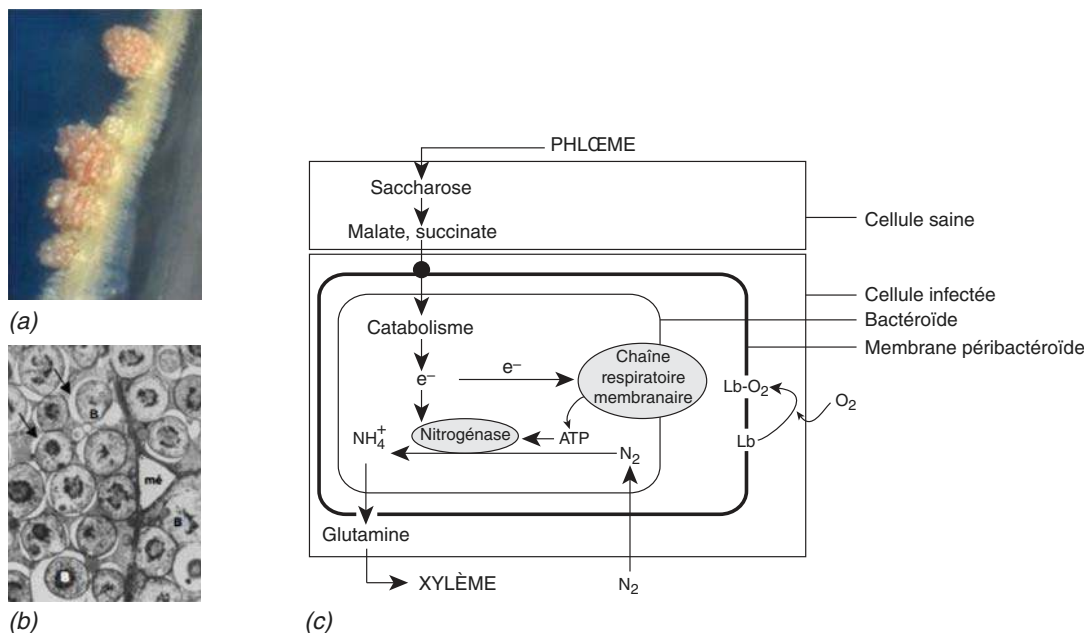 (a)
B
mé
B
B
(b)
PHLŒME
Saccharose
Malate, succinate
Cellule saine
Cellule infectée
Bactéroïde
Membrane péribactéroïde
Catabolisme
e–
e–
Chaîne
respiratoire
membranaire
Lb-O2
O2
Lb
NH4+
Nitrogénase
ATP
N2
Glutamine
XYLÈME
N2
(c)